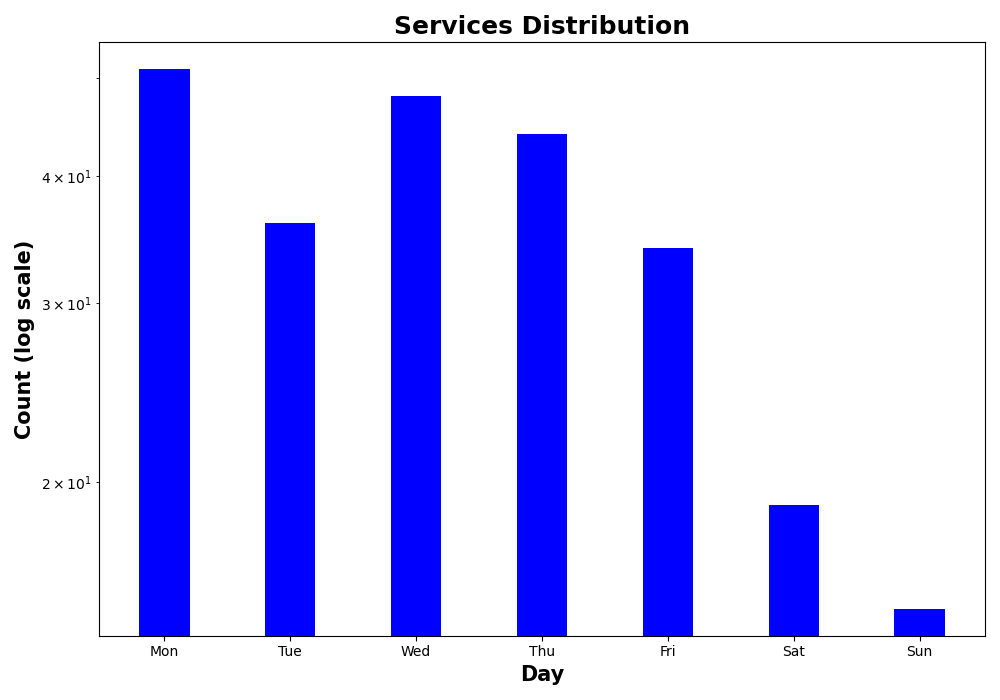 Services Distribution
Count (log scale)
4 × 10¹
3 × 10¹
2 × 10¹
Mon Tue Wed Thu Fri Sat Sun
Day